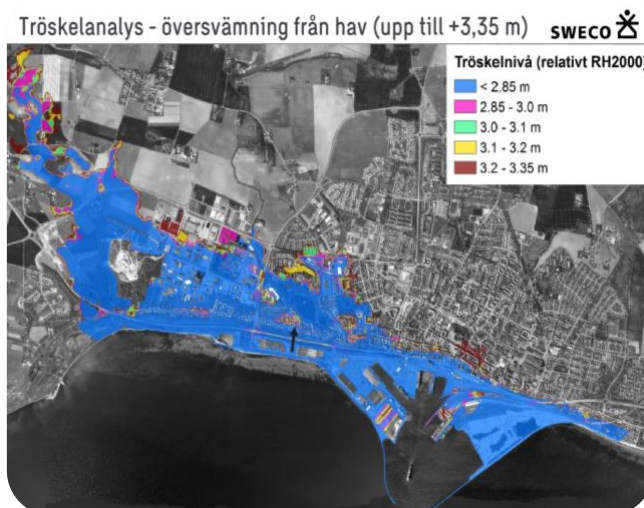 Tröskelanalys - översvämning från hav (upp till +3,35 m)
SWECO
Tröskelnivå (relativt RH2000)
< 2.85 m
2.85 - 3.0 m
3.0 - 3.1 m
3.1 - 3.2 m
3.2 - 3.35 m